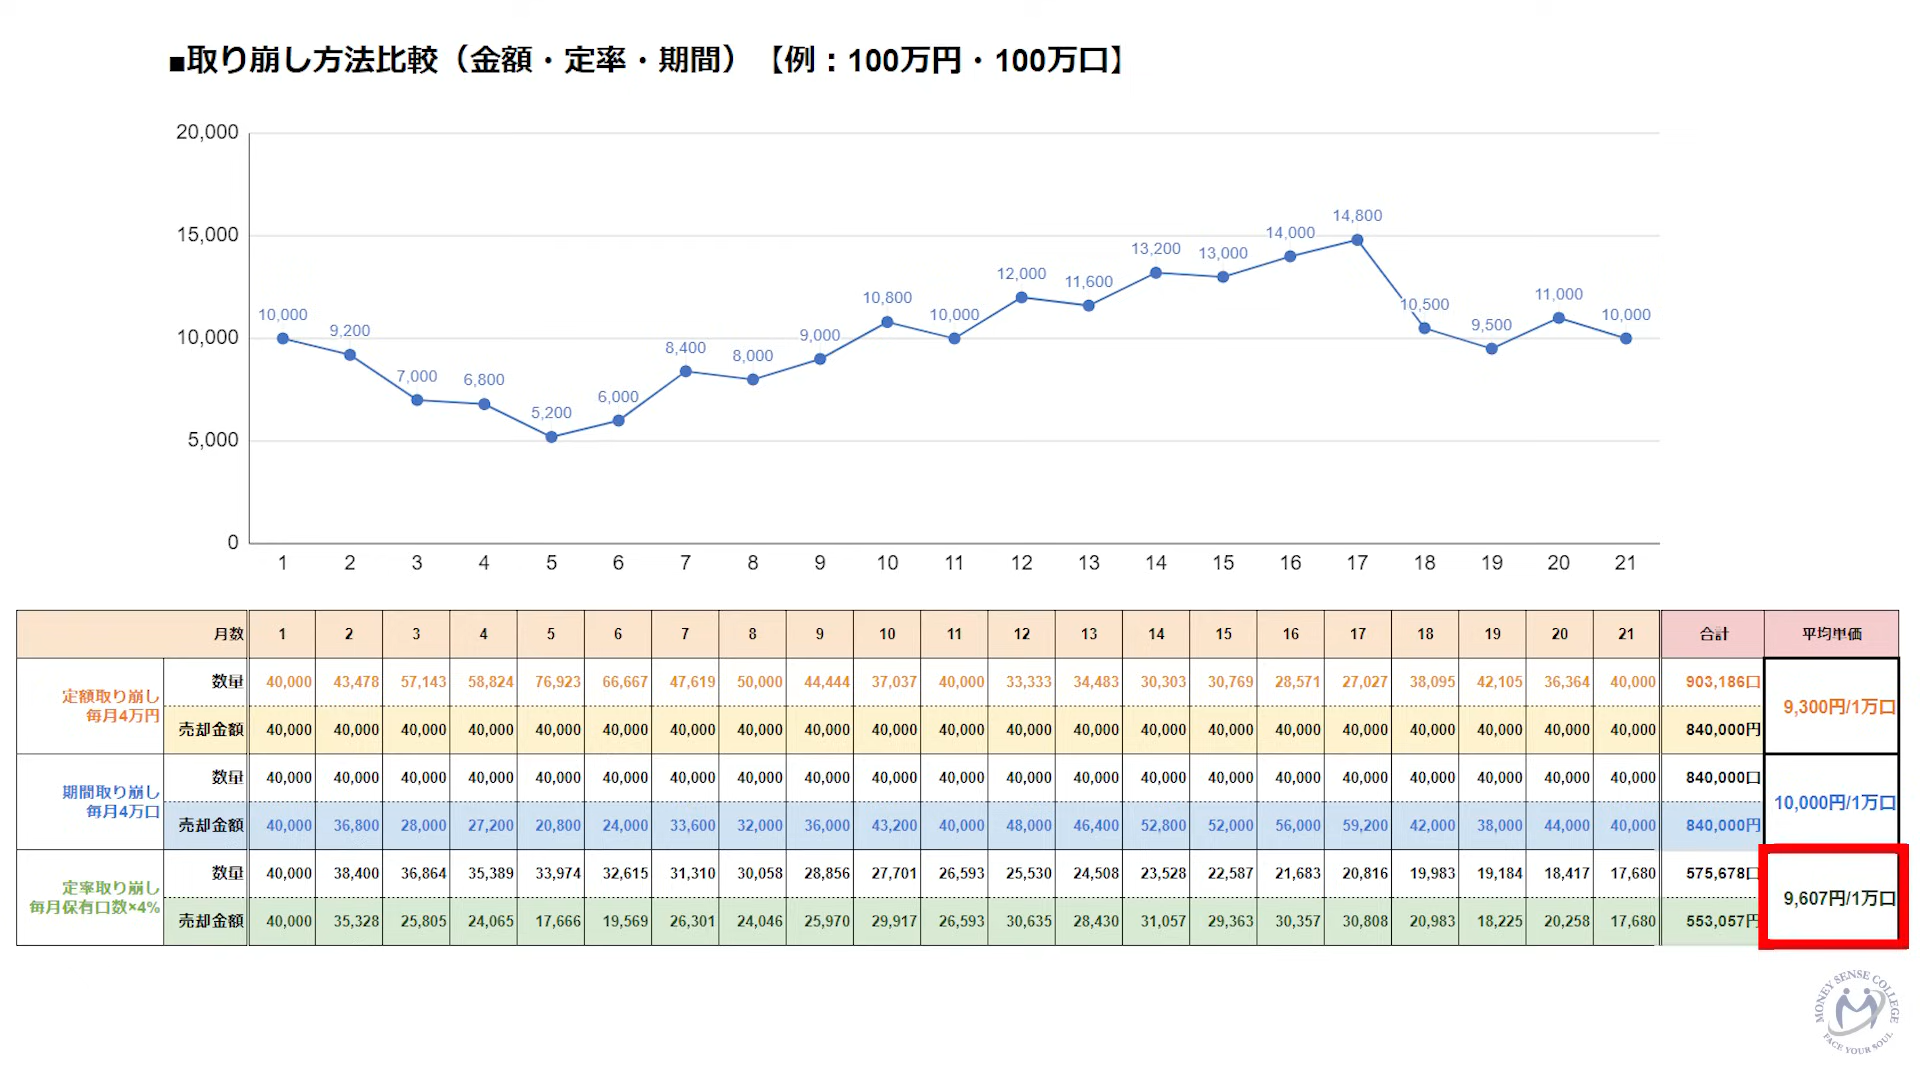 ■取り崩し方法比較（金額・定率・期間）【例：100万円・100万口】
20,000
15,000
10,000
5,000
0
10,000 9,200 7,000 6,800 5,200 6,000 8,400 8,000 9,000 10,800 10,000 12,000 11,600 13,200 13,000 14,000 14,800 10,500 9,500 11,000 10,000
1 2 3 4 5 6 7 8 9 10 11 12 13 14 15 16 17 18 19 20 21
月数 1 2 3 4 5 6 7 8 9 10 11 12 13 14 15 16 17 18 19 20 21 合計 平均単価
定額取り崩し
毎月4万円
数量 40,000 43,478 57,143 58,824 76,923 66,667 47,619 50,000 44,444 37,037 40,000 33,333 34,483 30,303 30,769 28,571 27,027 38,095 42,105 36,364 40,000 903,186口
売却金額 40,000 40,000 40,000 40,000 40,000 40,000 40,000 40,000 40,000 40,000 40,000 40,000 40,000 40,000 40,000 40,000 40,000 40,000 40,000 40,000 40,000 840,000円
9,300円/1万口
期間取り崩し
毎月4万口
数量 40,000 40,000 40,000 40,000 40,000 40,000 40,000 40,000 40,000 40,000 40,000 40,000 40,000 40,000 40,000 40,000 40,000 40,000 40,000 40,000 40,000 840,000口
売却金額 40,000 36,800 28,000 27,200 20,800 24,000 33,600 32,000 36,000 43,200 40,000 48,000 46,400 52,800 52,000 56,000 59,200 42,000 38,000 44,000 40,000 840,000円
10,000円/1万口
定率取り崩し
毎月保有口数×4%
数量 40,000 38,400 36,864 35,389 33,974 32,615 31,310 30,058 28,856 27,701 26,593 25,530 24,508 23,528 22,587 21,683 20,816 19,983 19,184 18,417 17,680 575,678口
売却金額 40,000 35,328 25,805 24,065 17,666 19,569 26,301 24,046 25,970 29,917 26,593 30,635 28,430 31,057 29,363 30,357 30,808 20,983 18,225 20,258 17,680 553,057円
9,607円/1万口
MONEY SENSE COLLEGE
FACE YOUR SOUL